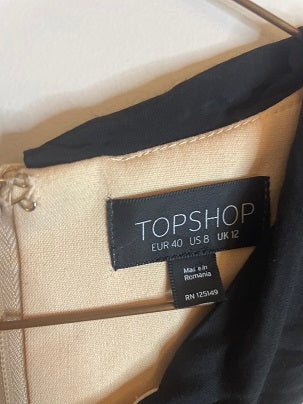 TOPSHOP
EUR 40 US 8 UK 12
Made in
Romania
RN 125149